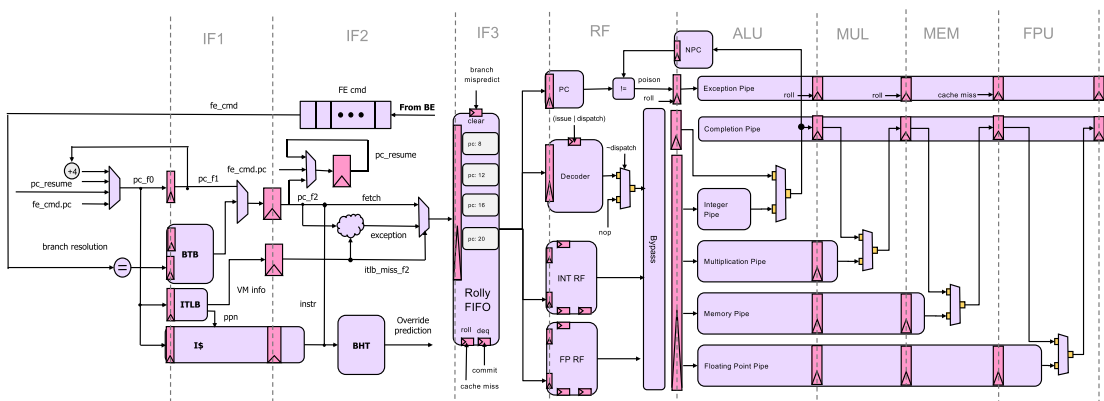 IF1
IF2
IF3
RF
ALU
MUL
MEM
FPU
NPC
branch
mispredict
FE cmd
From BE
fe_cmd
clear
PC
!=
poison
roll
Exception Pipe
roll
roll
cache miss
(issue | dispatch)
Completion Pipe
~dispatch
Decoder
nop
+4
pc_resume
fe_cmd.pc
pc_f0
pc_f1
fe_cmd.pc
pc_resume
pc_f2
fetch
exception
itlb_miss_f2
pc: 8
pc: 12
pc: 16
pc: 20
Rolly
FIFO
roll
deq
commit
cache miss
branch resolution
=
BTB
VM info
ITLB
ppn
I$
instr
BHT
Override
prediction
INT RF
FP RF
Bypass
Integer
Pipe
Multiplication Pipe
Memory Pipe
Floating Point Pipe